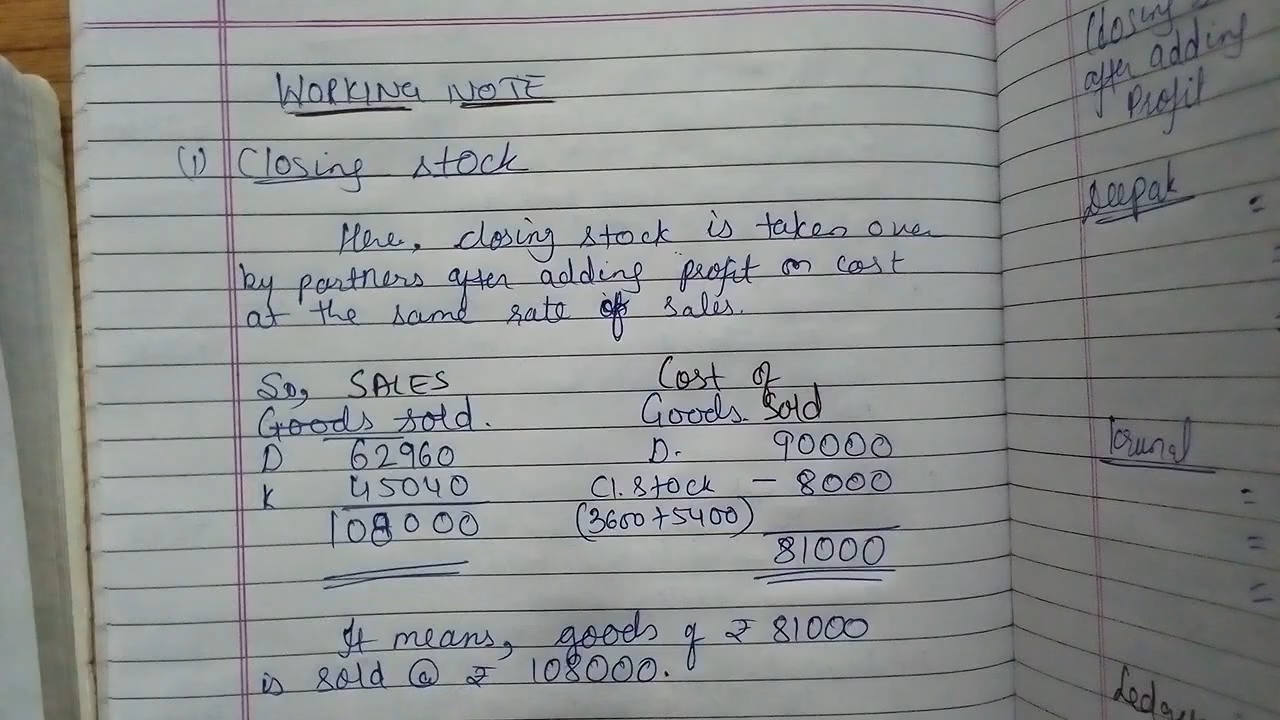 WORKING NOTE
(1) Closing stock
Here, closing stock is taken over
by partners after adding profit on cost
at the same rate of sales.
So, SALES Cost of
Goods sold. Goods Sold
D 62960 D. 90000
K 45040 Cl. stock - 8000
108000 (3600+5400)
81000
It means, goods of ₹ 81000
is sold @ ₹ 108000.
Closing
after adding
Profit
Deepak =
=
=
=